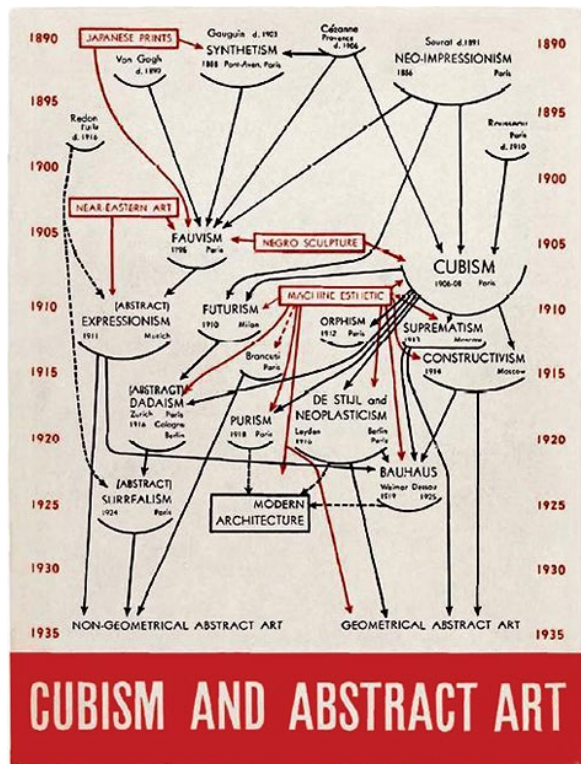 1890
JAPANESE PRINTS
Gauguin d. 1903
SYNTHETISM
1888 Pont-Aven, Paris
Cézanne
Provence
d. 1906
Seurat d.1891
NEO-IMPRESSIONISM
1886 Paris
1890
Van Gogh
d. 1890
1895
Redon
Paris
d. 1916
Rousseau
Paris
d. 1910
1895
1900
1900
NEAR-EASTERN ART
1905
FAUVISM
1905 Paris
NEGRO SCULPTURE
1905
CUBISM
1906-08 Paris
1910
(ABSTRACT)
EXPRESSIONISM
1911 Munich
FUTURISM
1910 Milan
MACHINE ESTHETIC
ORPHISM
1912 Paris
SUPREMATISM
1913 Moscow
1910
Brancusi
Paris
CONSTRUCTIVISM
1914 Moscow
1915
(ABSTRACT)
DADAISM
Zurich Paris
1916 Cologne
Berlin
PURISM
1918 Paris
DE STIJL and
NEOPLASTICISM
Leyden Berlin
1916 Paris
1915
1920
BAUHAUS
Weimar Dessau
1919 1925
1920
1925
(ABSTRACT)
SURREALISM
1924 Paris
MODERN
ARCHITECTURE
1925
1930
1930
1935
NON-GEOMETRICAL ABSTRACT ART
GEOMETRICAL ABSTRACT ART
1935
CUBISM AND ABSTRACT ART